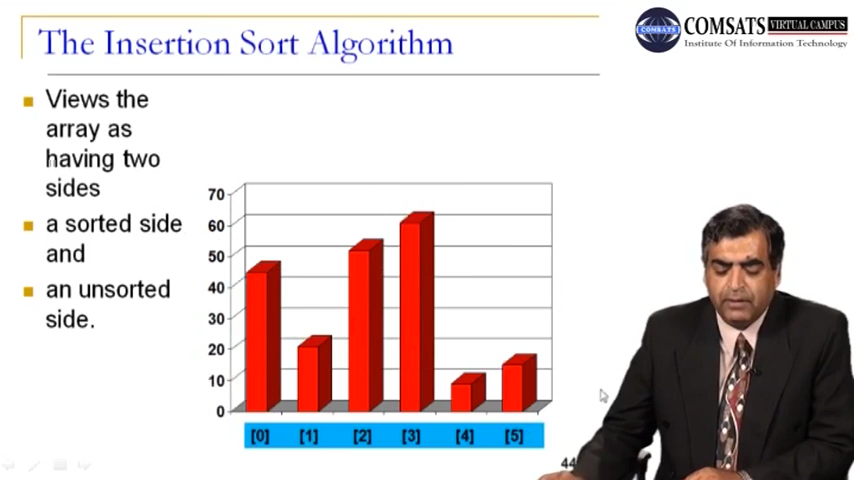 The Insertion Sort Algorithm
COMSATS VIRTUAL CAMPUS
Institute Of Information Technology
COMSATS
Views the
array as
having two
sides
a sorted side
and
an unsorted
side.
70
60
50
40
30
20
10
0
[0] [1] [2] [3] [4] [5]
44